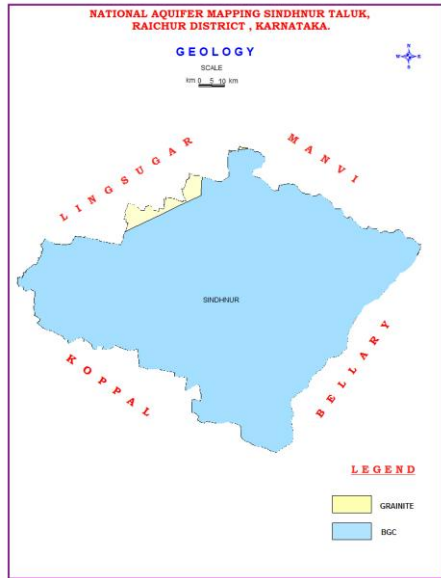 NATIONAL AQUIFER MAPPING SINDHNUR TALUK,
RAICHUR DISTRICT , KARNATAKA.
GEOLOGY
SCALE
km 0 5 10 km
N
W E
S
LINGSUGAR
MANVI
SINDHNUR
KOPPAL
BELLARY
LEGEND
GRAINITE
BGC